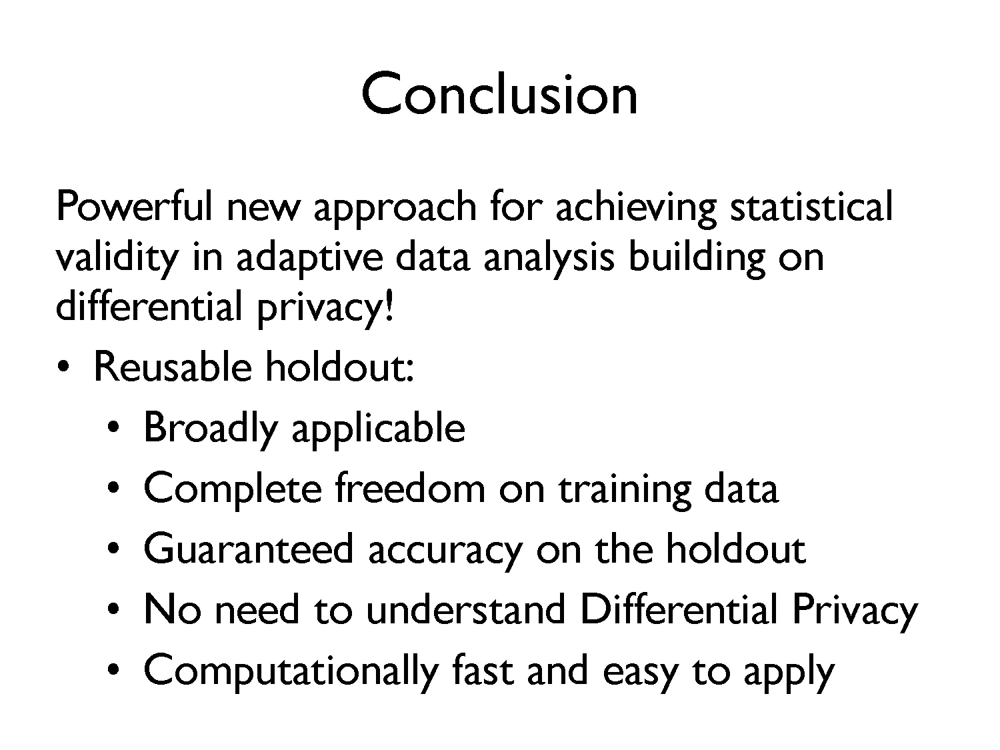 Conclusion
Powerful new approach for achieving statistical
validity in adaptive data analysis building on
differential privacy!
• Reusable holdout:
• Broadly applicable
• Complete freedom on training data
• Guaranteed accuracy on the holdout
• No need to understand Differential Privacy
• Computationally fast and easy to apply